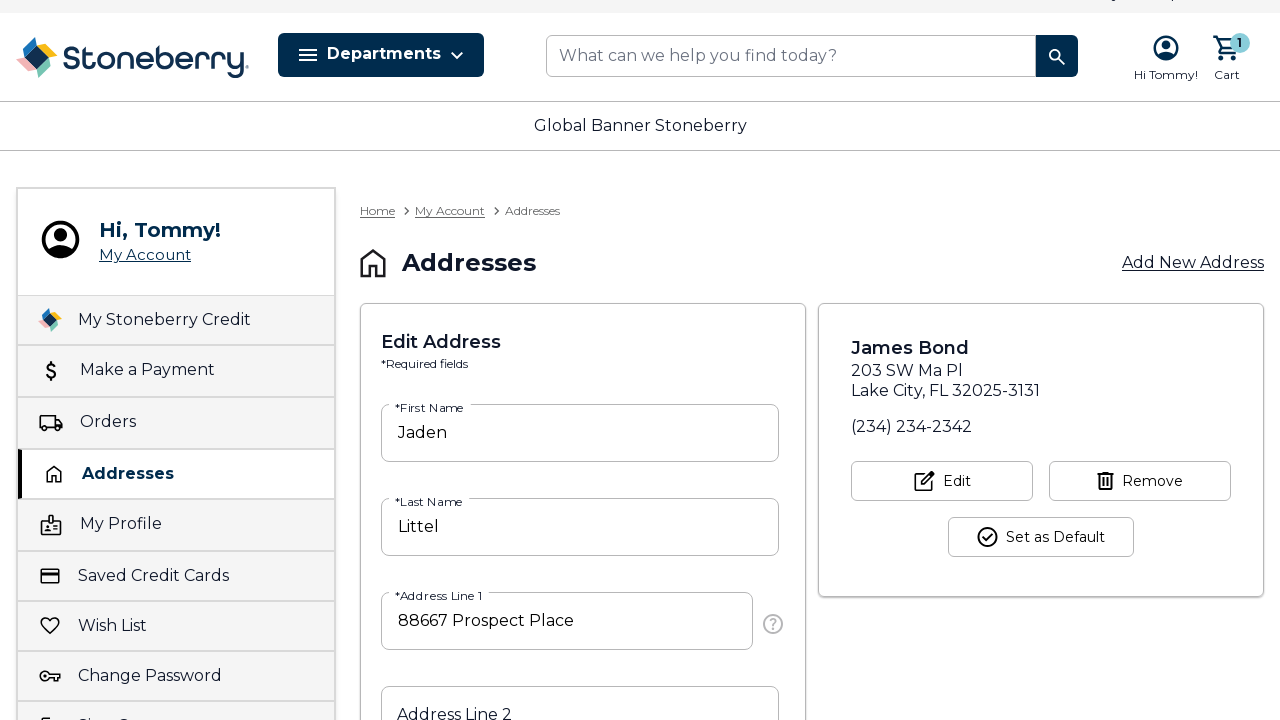 Stoneberry
Departments
What can we help you find today?
Hi Tommy!
1
Cart
Global Banner Stoneberry
Hi, Tommy!
My Account
My Stoneberry Credit
Make a Payment
Orders
Addresses
My Profile
Saved Credit Cards
Wish List
Change Password
Home
My Account
Addresses
Addresses
Add New Address
Edit Address
*Required fields
*First Name
Jaden
*Last Name
Littel
*Address Line 1
88667 Prospect Place
Address Line 2
James Bond
203 SW Ma Pl
Lake City, FL 32025-3131
(234) 234-2342
Edit
Remove
Set as Default